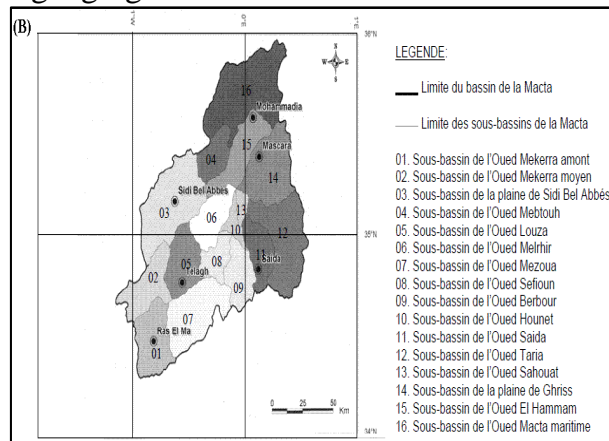 (B)
1°W
0°E
1°E
36°N
N
W E
S
16
Mohammadia
15
Mascara
04
14
Sidi Bel Abbés
03
13
06
10
12
35°N
05
08
11
Saida
02
Telagh
09
07
Ras El Ma
01
0 25 50
Km
34°N
LEGENDE:
Limite du bassin de la Macta
Limite des sous-bassins de la Macta
01. Sous-bassin de l'Oued Mekerra amont
02. Sous-bassin de l'Oued Mekerra moyen
03. Sous-bassin de la plaine de Sidi Bel Abbés
04. Sous-bassin de l'Oued Mebtouh
05. Sous-bassin de l'Oued Louza
06. Sous-bassin de l'Oued Melrhir
07. Sous-bassin de l'Oued Mezoua
08. Sous-bassin de l'Oued Sefioun
09. Sous-bassin de l'Oued Berbour
10. Sous-bassin de l'Oued Hounet
11. Sous-bassin de l'Oued Saida
12. Sous-bassin de l'Oued Taria
13. Sous-bassin de l'Oued Sahouat
14. Sous-bassin de la plaine de Ghriss
15. Sous-bassin de l'Oued El Hammam
16. Sous-bassin de l'Oued Macta maritime